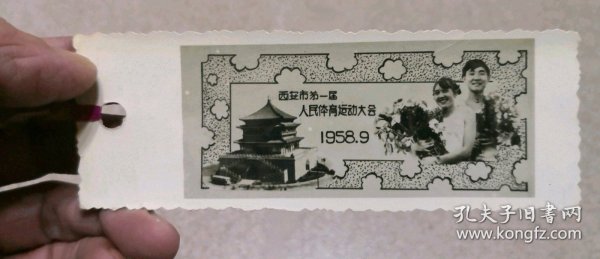 西安市第一届
人民体育运动大会
1958.9
孔夫子旧书网
www.kongfz.com